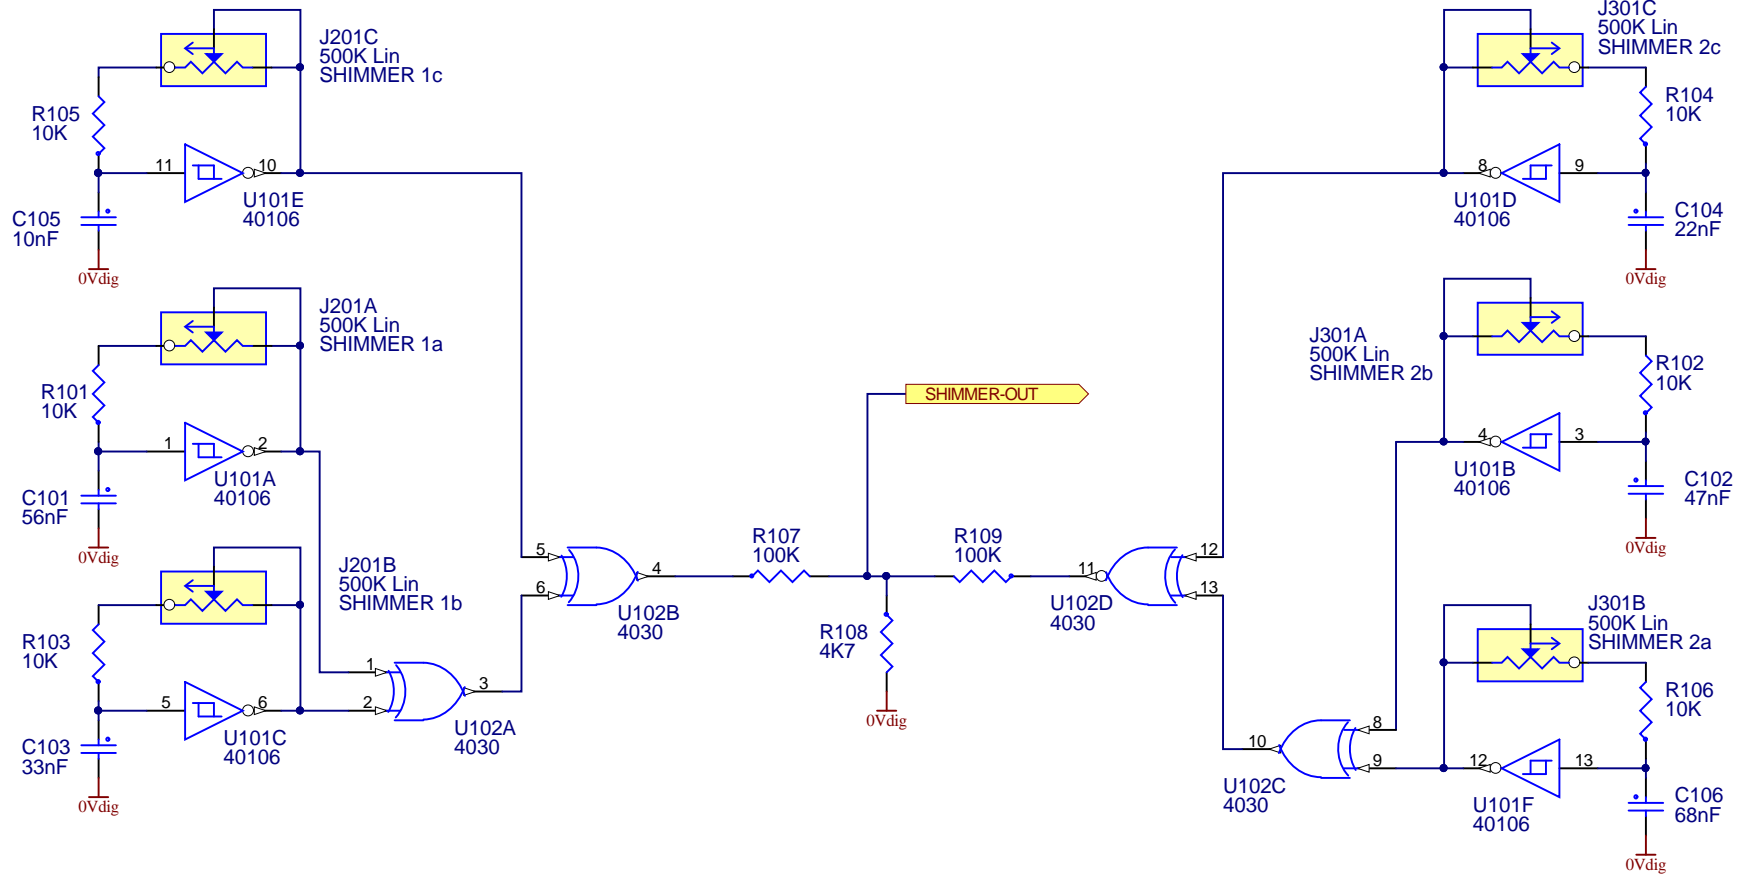 J201C
500K Lin
SHIMMER 1c
R105
10K
11
10
U101E
40106
C105
10nF
0Vdig
J201A
500K Lin
SHIMMER 1a
R101
10K
1
2
U101A
40106
C101
56nF
0Vdig
J201B
500K Lin
SHIMMER 1b
R103
10K
5
6
U101C
40106
C103
33nF
0Vdig
1
2
3
U102A
4030
5
6
4
U102B
4030
R107
100K
SHIMMER-OUT
R108
4K7
0Vdig
R109
100K
11
12
13
U102D
4030
10
8
9
U102C
4030
J301C
500K Lin
SHIMMER 2c
R104
10K
8
9
U101D
40106
C104
22nF
0Vdig
J301A
500K Lin
SHIMMER 2b
R102
10K
4
3
U101B
40106
C102
47nF
0Vdig
J301B
500K Lin
SHIMMER 2a
R106
10K
12
13
U101F
40106
C106
68nF
0Vdig